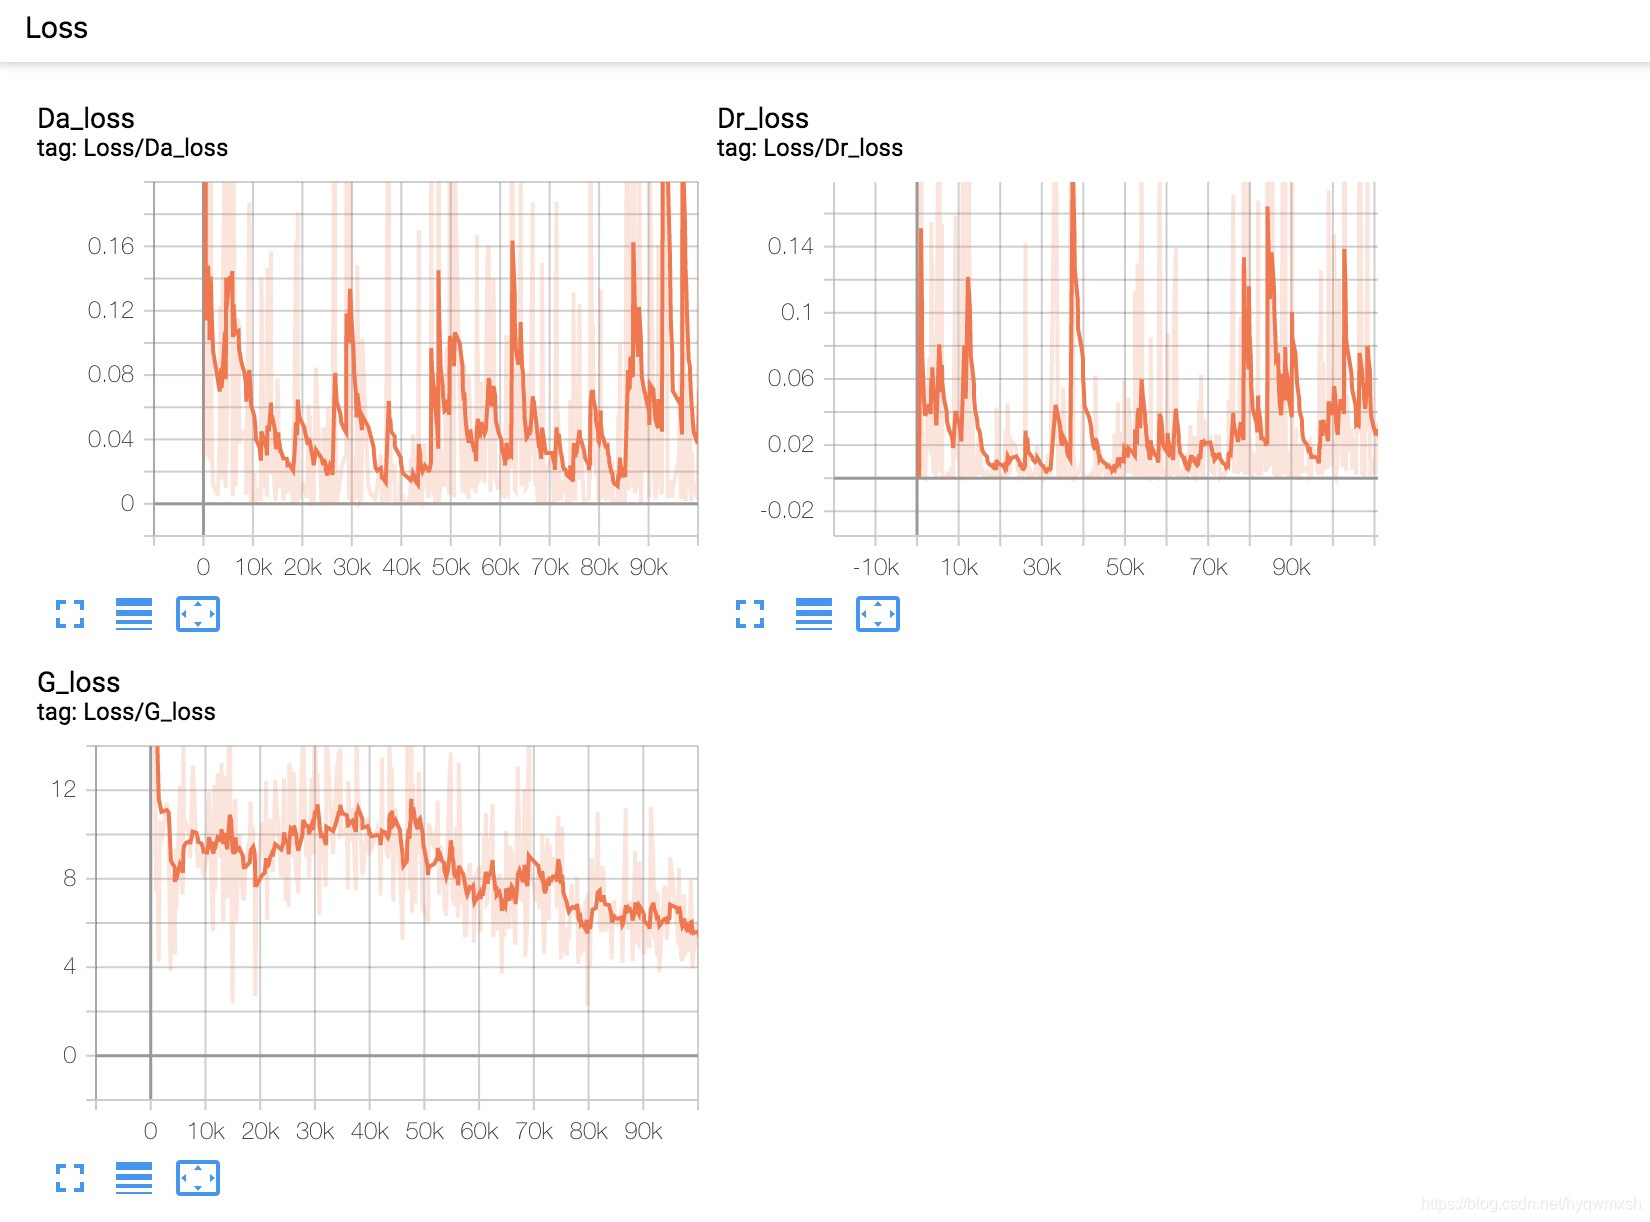 Loss
Da_loss
tag: Loss/Da_loss
0.16
0.12
0.08
0.04
0
0 10k 20k 30k 40k 50k 60k 70k 80k 90k
Dr_loss
tag: Loss/Dr_loss
0.14
0.1
0.06
0.02
-0.02
-10k 10k 30k 50k 70k 90k
G_loss
tag: Loss/G_loss
12
8
4
0
0 10k 20k 30k 40k 50k 60k 70k 80k 90k
https://blog.csdn.net/hyqwmxsh